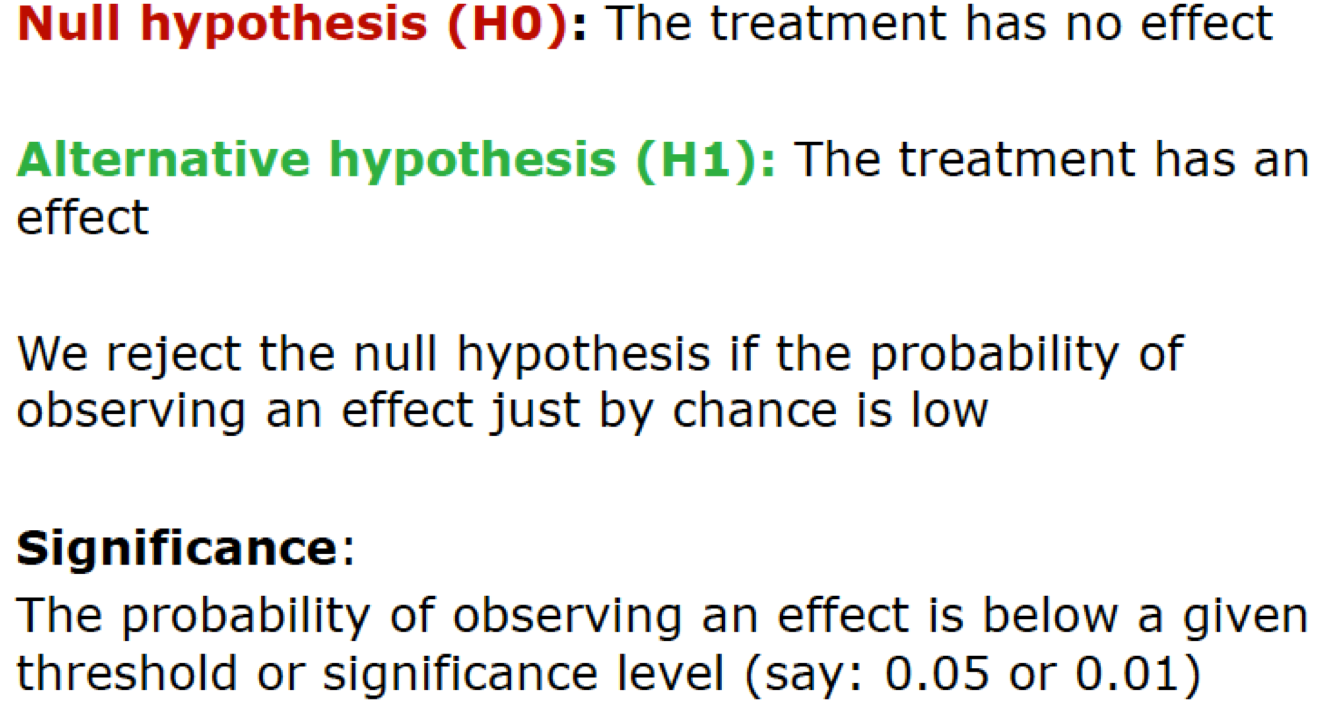 Null hypothesis (H0): The treatment has no effect
Alternative hypothesis (H1): The treatment has an
effect
We reject the null hypothesis if the probability of
observing an effect just by chance is low
Significance:
The probability of observing an effect is below a given
threshold or significance level (say: 0.05 or 0.01)